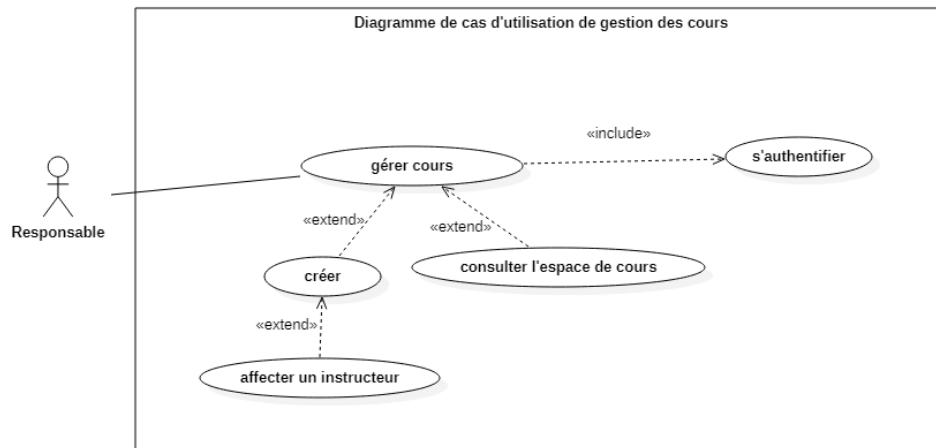 Diagramme de cas d'utilisation de gestion des cours
«include»
gérer cours
s'authentifier
Responsable
«extend»
«extend»
créer
consulter l'espace de cours
«extend»
affecter un instructeur